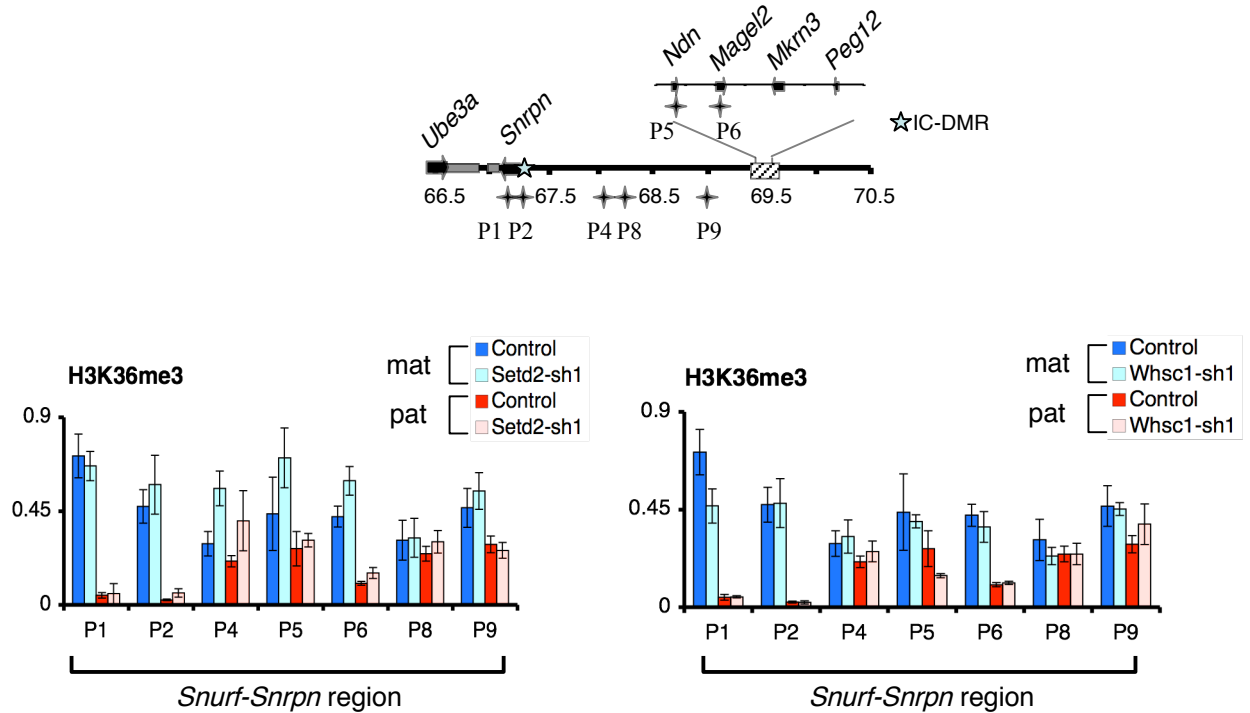 Ndn
Magel2
Mkrn3
Peg12
P5
P6
IC-DMR
Ube3a
Snrpn
66.5
67.5
68.5
69.5
70.5
P1
P2
P4
P8
P9
H3K36me3
mat
Control
Setd2-sh1
pat
Control
Setd2-sh1
0.9
0.45
0
P1 P2 P4 P5 P6 P8 P9
Snurf-Snrpn region
H3K36me3
mat
Control
Whsc1-sh1
pat
Control
Whsc1-sh1
0.9
0.45
0
P1 P2 P4 P5 P6 P8 P9
Snurf-Snrpn region